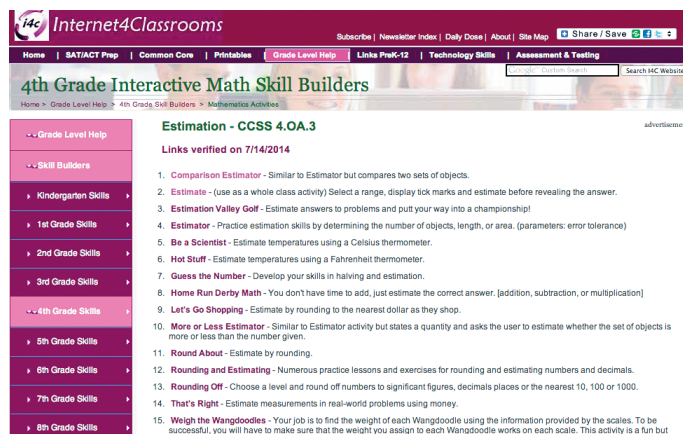 i4c Internet4Classrooms
Subscribe | Newsletter Index | Daily Dose | About | Site Map Share / Save
Home | SAT/ACT Prep | Common Core | Printables | Grade Level Help | Links PreK-12 | Technology Skills | Assessment & Testing
Google™ Custom Search Search I4C Website
4th Grade Interactive Math Skill Builders
Home > Grade Level Help > 4th Grade Skill Builders > Mathematics Activities
Grade Level Help
Skill Builders
Kindergarten Skills
1st Grade Skills
2nd Grade Skills
3rd Grade Skills
4th Grade Skills
5th Grade Skills
6th Grade Skills
7th Grade Skills
8th Grade Skills
Estimation - CCSS 4.OA.3
advertiseme
Links verified on 7/14/2014
1. Comparison Estimator - Similar to Estimator but compares two sets of objects.
2. Estimate - (use as a whole class activity) Select a range, display tick marks and estimate before revealing the answer.
3. Estimation Valley Golf - Estimate answers to problems and putt your way into a championship!
4. Estimator - Practice estimation skills by determining the number of objects, length, or area. (parameters: error tolerance)
5. Be a Scientist - Estimate temperatures using a Celsius thermometer.
6. Hot Stuff - Estimate temperatures using a Fahrenheit thermometer.
7. Guess the Number - Develop your skills in halving and estimation.
8. Home Run Derby Math - You don't have time to add, just estimate the correct answer. [addition, subtraction, or multiplication]
9. Let's Go Shopping - Estimate by rounding to the nearest dollar as they shop.
10. More or Less Estimator - Similar to Estimator activity but states a quantity and asks the user to estimate whether the set of objects is
more or less than the number given.
11. Round About - Estimate by rounding.
12. Rounding and Estimating - Numerous practice lessons and exercises for rounding and estimating numbers and decimals.
13. Rounding Off - Choose a level and round off numbers to significant figures, decimals places or the nearest 10, 100 or 1000.
14. That's Right - Estimate measurements in real-world problems using money.
15. Weigh the Wangdoodles - Your job is to find the weight of each Wangdoodle using the information provided by the scales. To be
successful, you will have to make sure that the weight you assign to each Wangdoodle works on each scale. This activity is a fun but